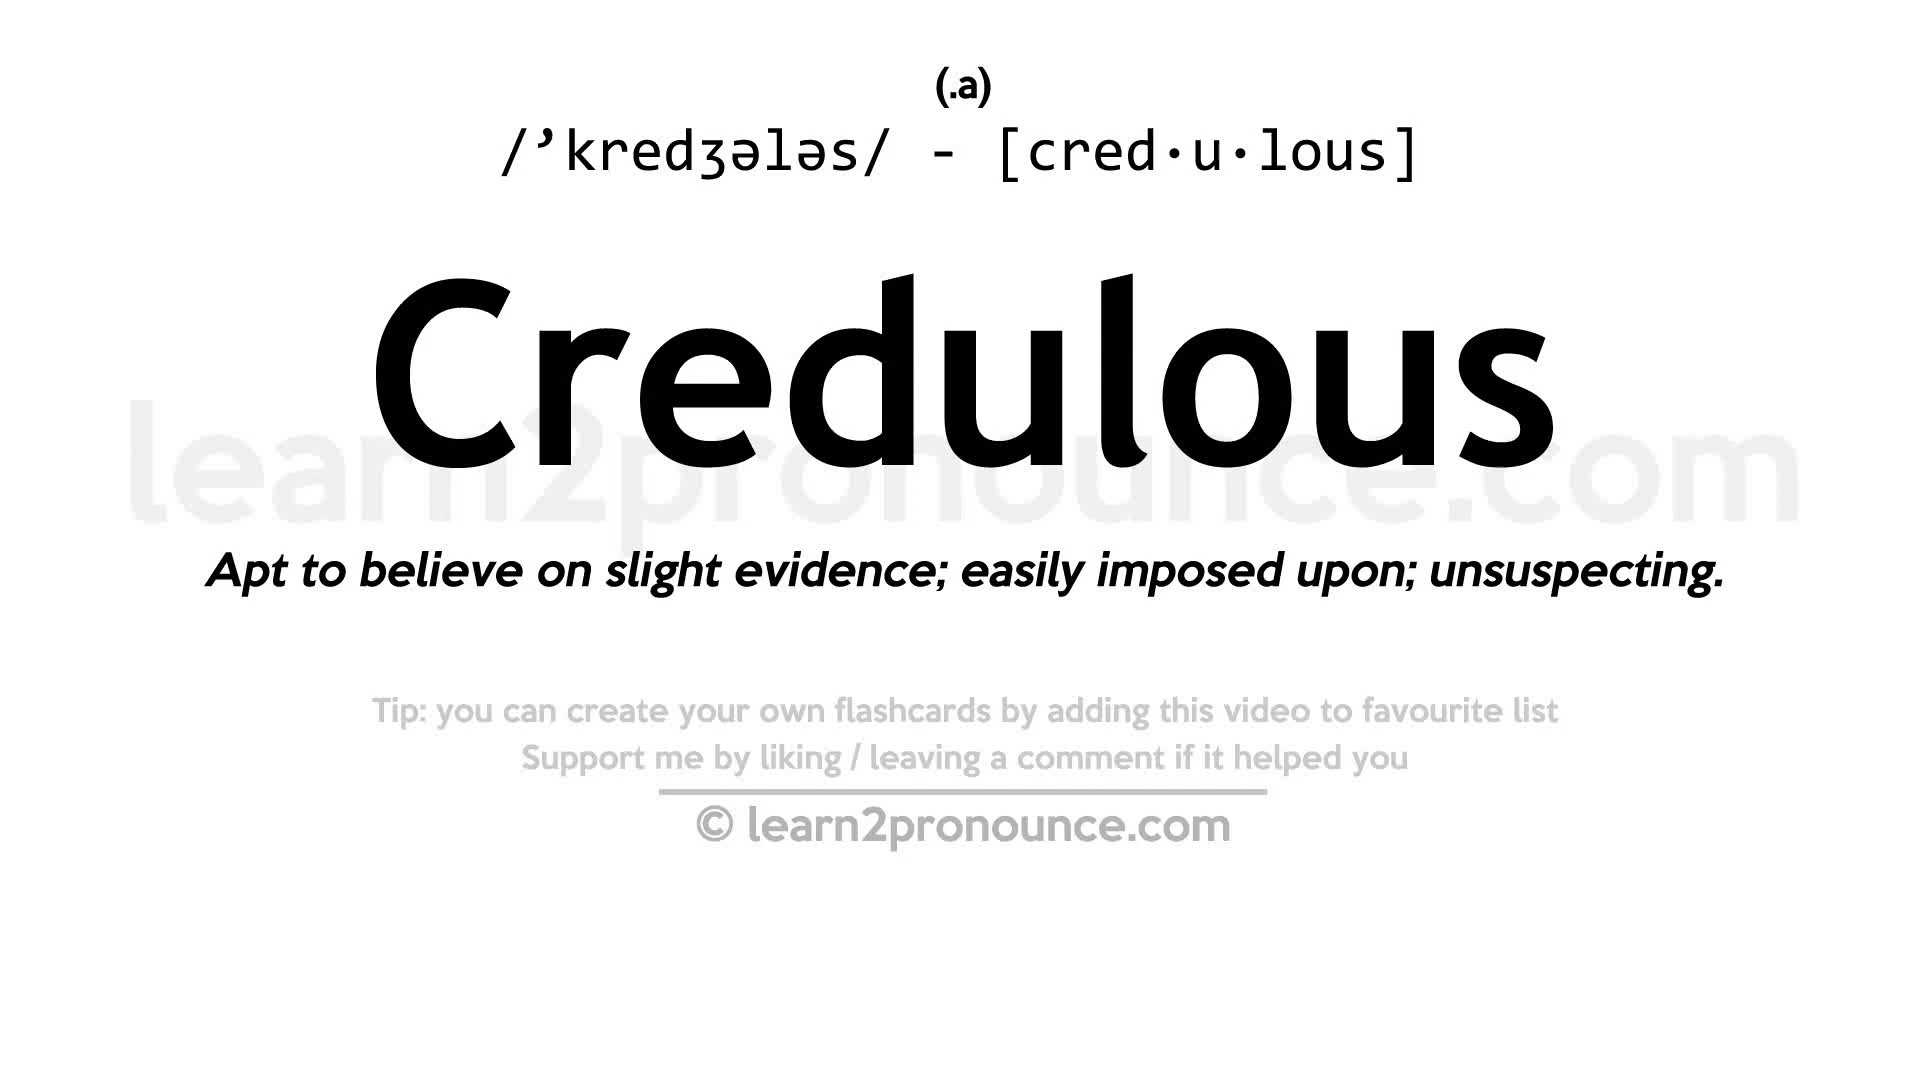 (.a)
/’kredʒələs/ - [cred·u·lous]
Credulous
learn2pronounce.com
Apt to believe on slight evidence; easily imposed upon; unsuspecting.
Tip: you can create your own flashcards by adding this video to favourite list
Support me by liking / leaving a comment if it helped you
© learn2pronounce.com